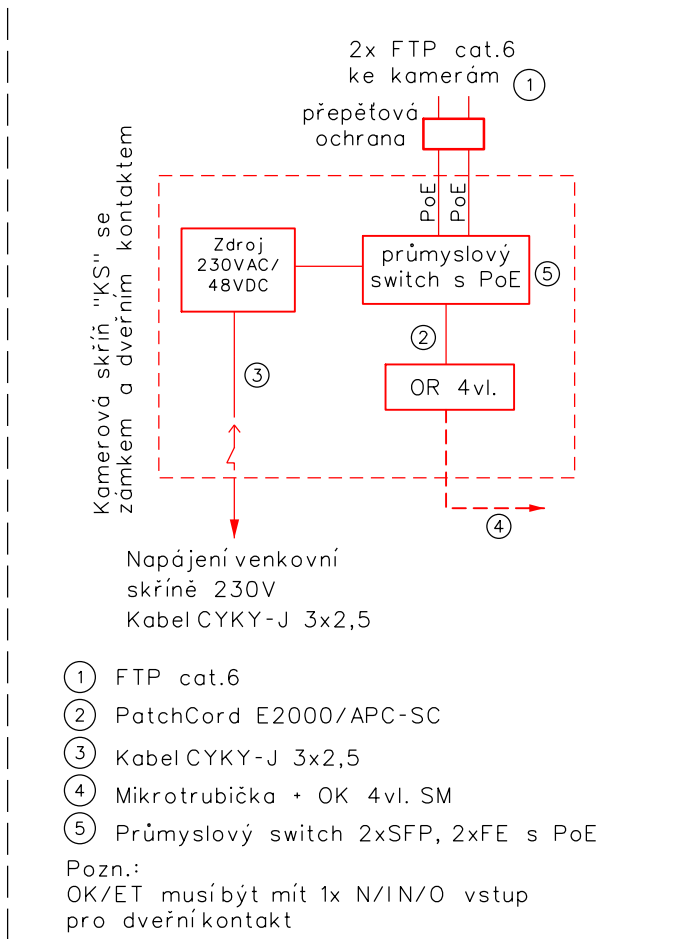 2x FTP cat.6
ke kamerám
1
přepěťová
ochrana
Kamerová skříň "KS" se
zámkem a dveřním kontaktem
PoE
PoE
Zdroj
230VAC/
48VDC
průmyslový
switch s PoE
5
2
3
OR 4vl.
4
Napájení venkovní
skříně 230V
Kabel CYKY-J 3x2,5
1 FTP cat.6
2 PatchCord E2000/APC-SC
3 Kabel CYKY-J 3x2,5
4 Mikrotrubička + OK 4vl. SM
5 Průmyslový switch 2xSFP, 2xFE s PoE
Pozn.:
OK/ET musí být mít 1x N/IN/O vstup
pro dveřní kontakt